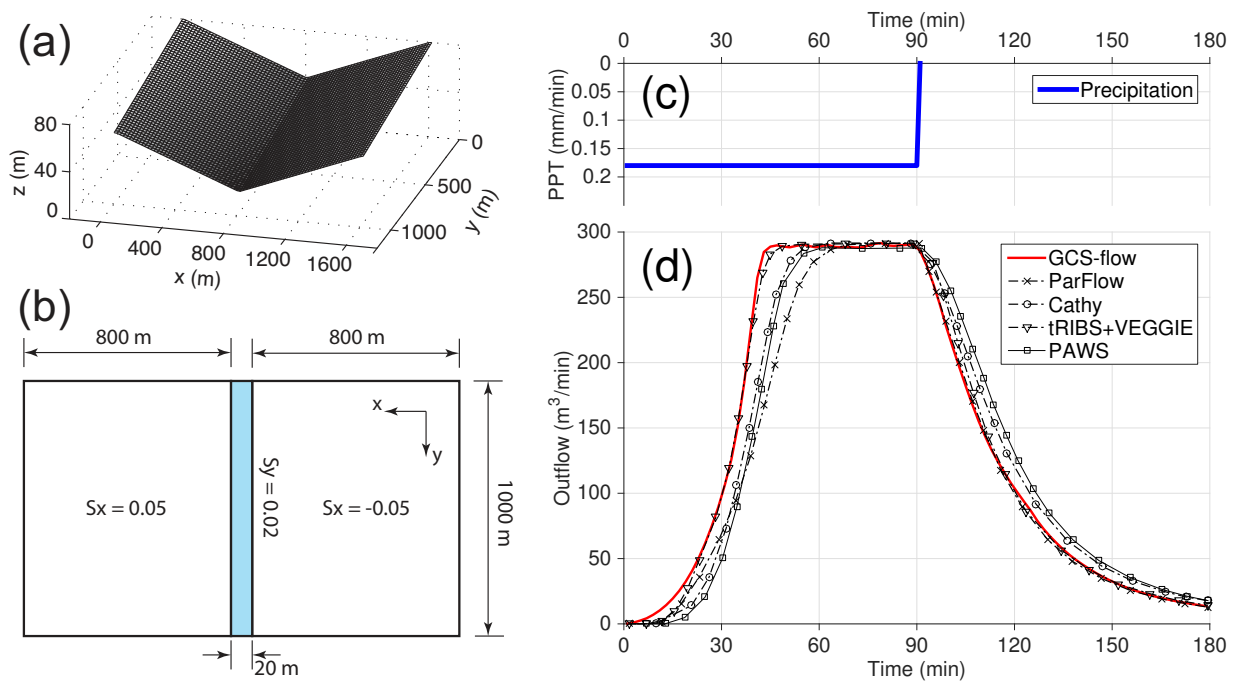 (a)
80
40
0
z (m)
0
400
800
1200
1600
x (m)
0
500
1000
y (m)
(b)
800 m
800 m
x
y
Sx = 0.05
Sy = 0.02
Sx = -0.05
1000 m
20 m
Time (min)
0 30 60 90 120 150 180
(c)
PPT (mm/min)
0
0.05
0.1
0.15
0.2
Precipitation
(d)
Outflow (m³/min)
300
250
200
150
100
50
0
GCS-flow
ParFlow
Cathy
tRIBS+VEGGIE
PAWS
0 30 60 90 120 150 180
Time (min)